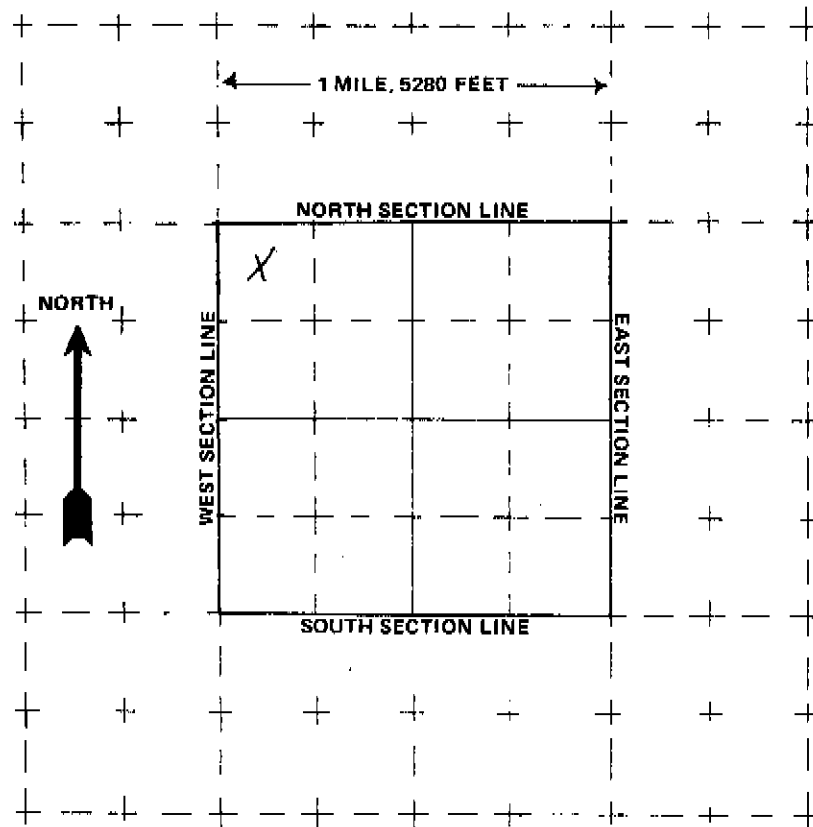 1 MILE, 5280 FEET
NORTH SECTION LINE
X
NORTH
WEST SECTION LINE
EAST SECTION LINE
SOUTH SECTION LINE